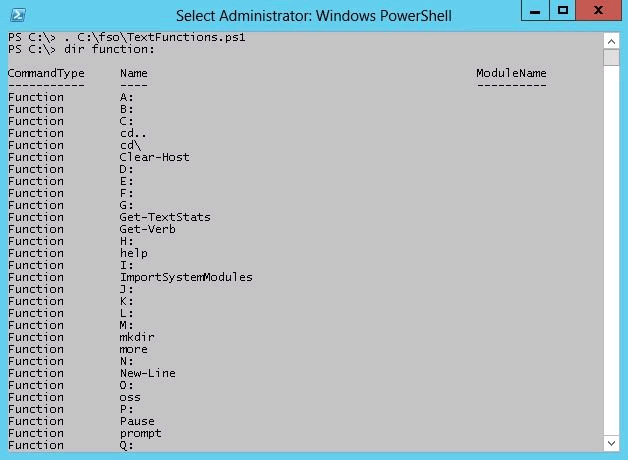 Select Administrator: Windows PowerShell
PS C:\> . C:\fso\TextFunctions.ps1
PS C:\> dir function:
CommandType Name ModuleName
----------- ---- ----------
Function A:
Function B:
Function C:
Function cd..
Function cd\
Function Clear-Host
Function D:
Function E:
Function F:
Function G:
Function Get-TextStats
Function Get-Verb
Function H:
Function help
Function I:
Function ImportSystemModules
Function J:
Function K:
Function L:
Function M:
Function mkdir
Function more
Function N:
Function New-Line
Function O:
Function oss
Function P:
Function Pause
Function prompt
Function Q: